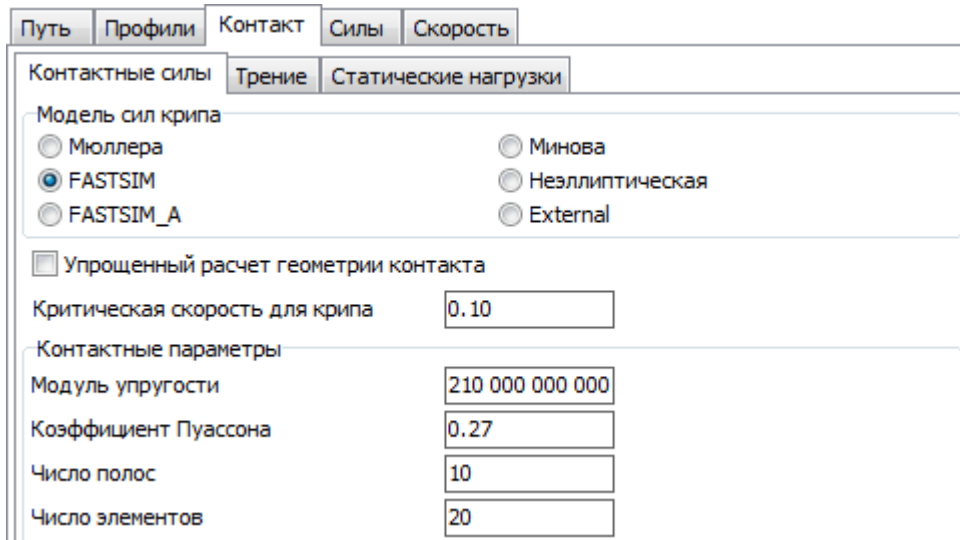 Путь Профили Контакт Силы Скорость
Контактные силы Трение Статические нагрузки
Модель сил крипа
Мюллера Минова
FASTSIM Неэллиптическая
FASTSIM_A External
Упрощенный расчет геометрии контакта
Критическая скорость для крипа 0.10
Контактные параметры
Модуль упругости 210 000 000 000
Коэффициент Пуассона 0.27
Число полос 10
Число элементов 20